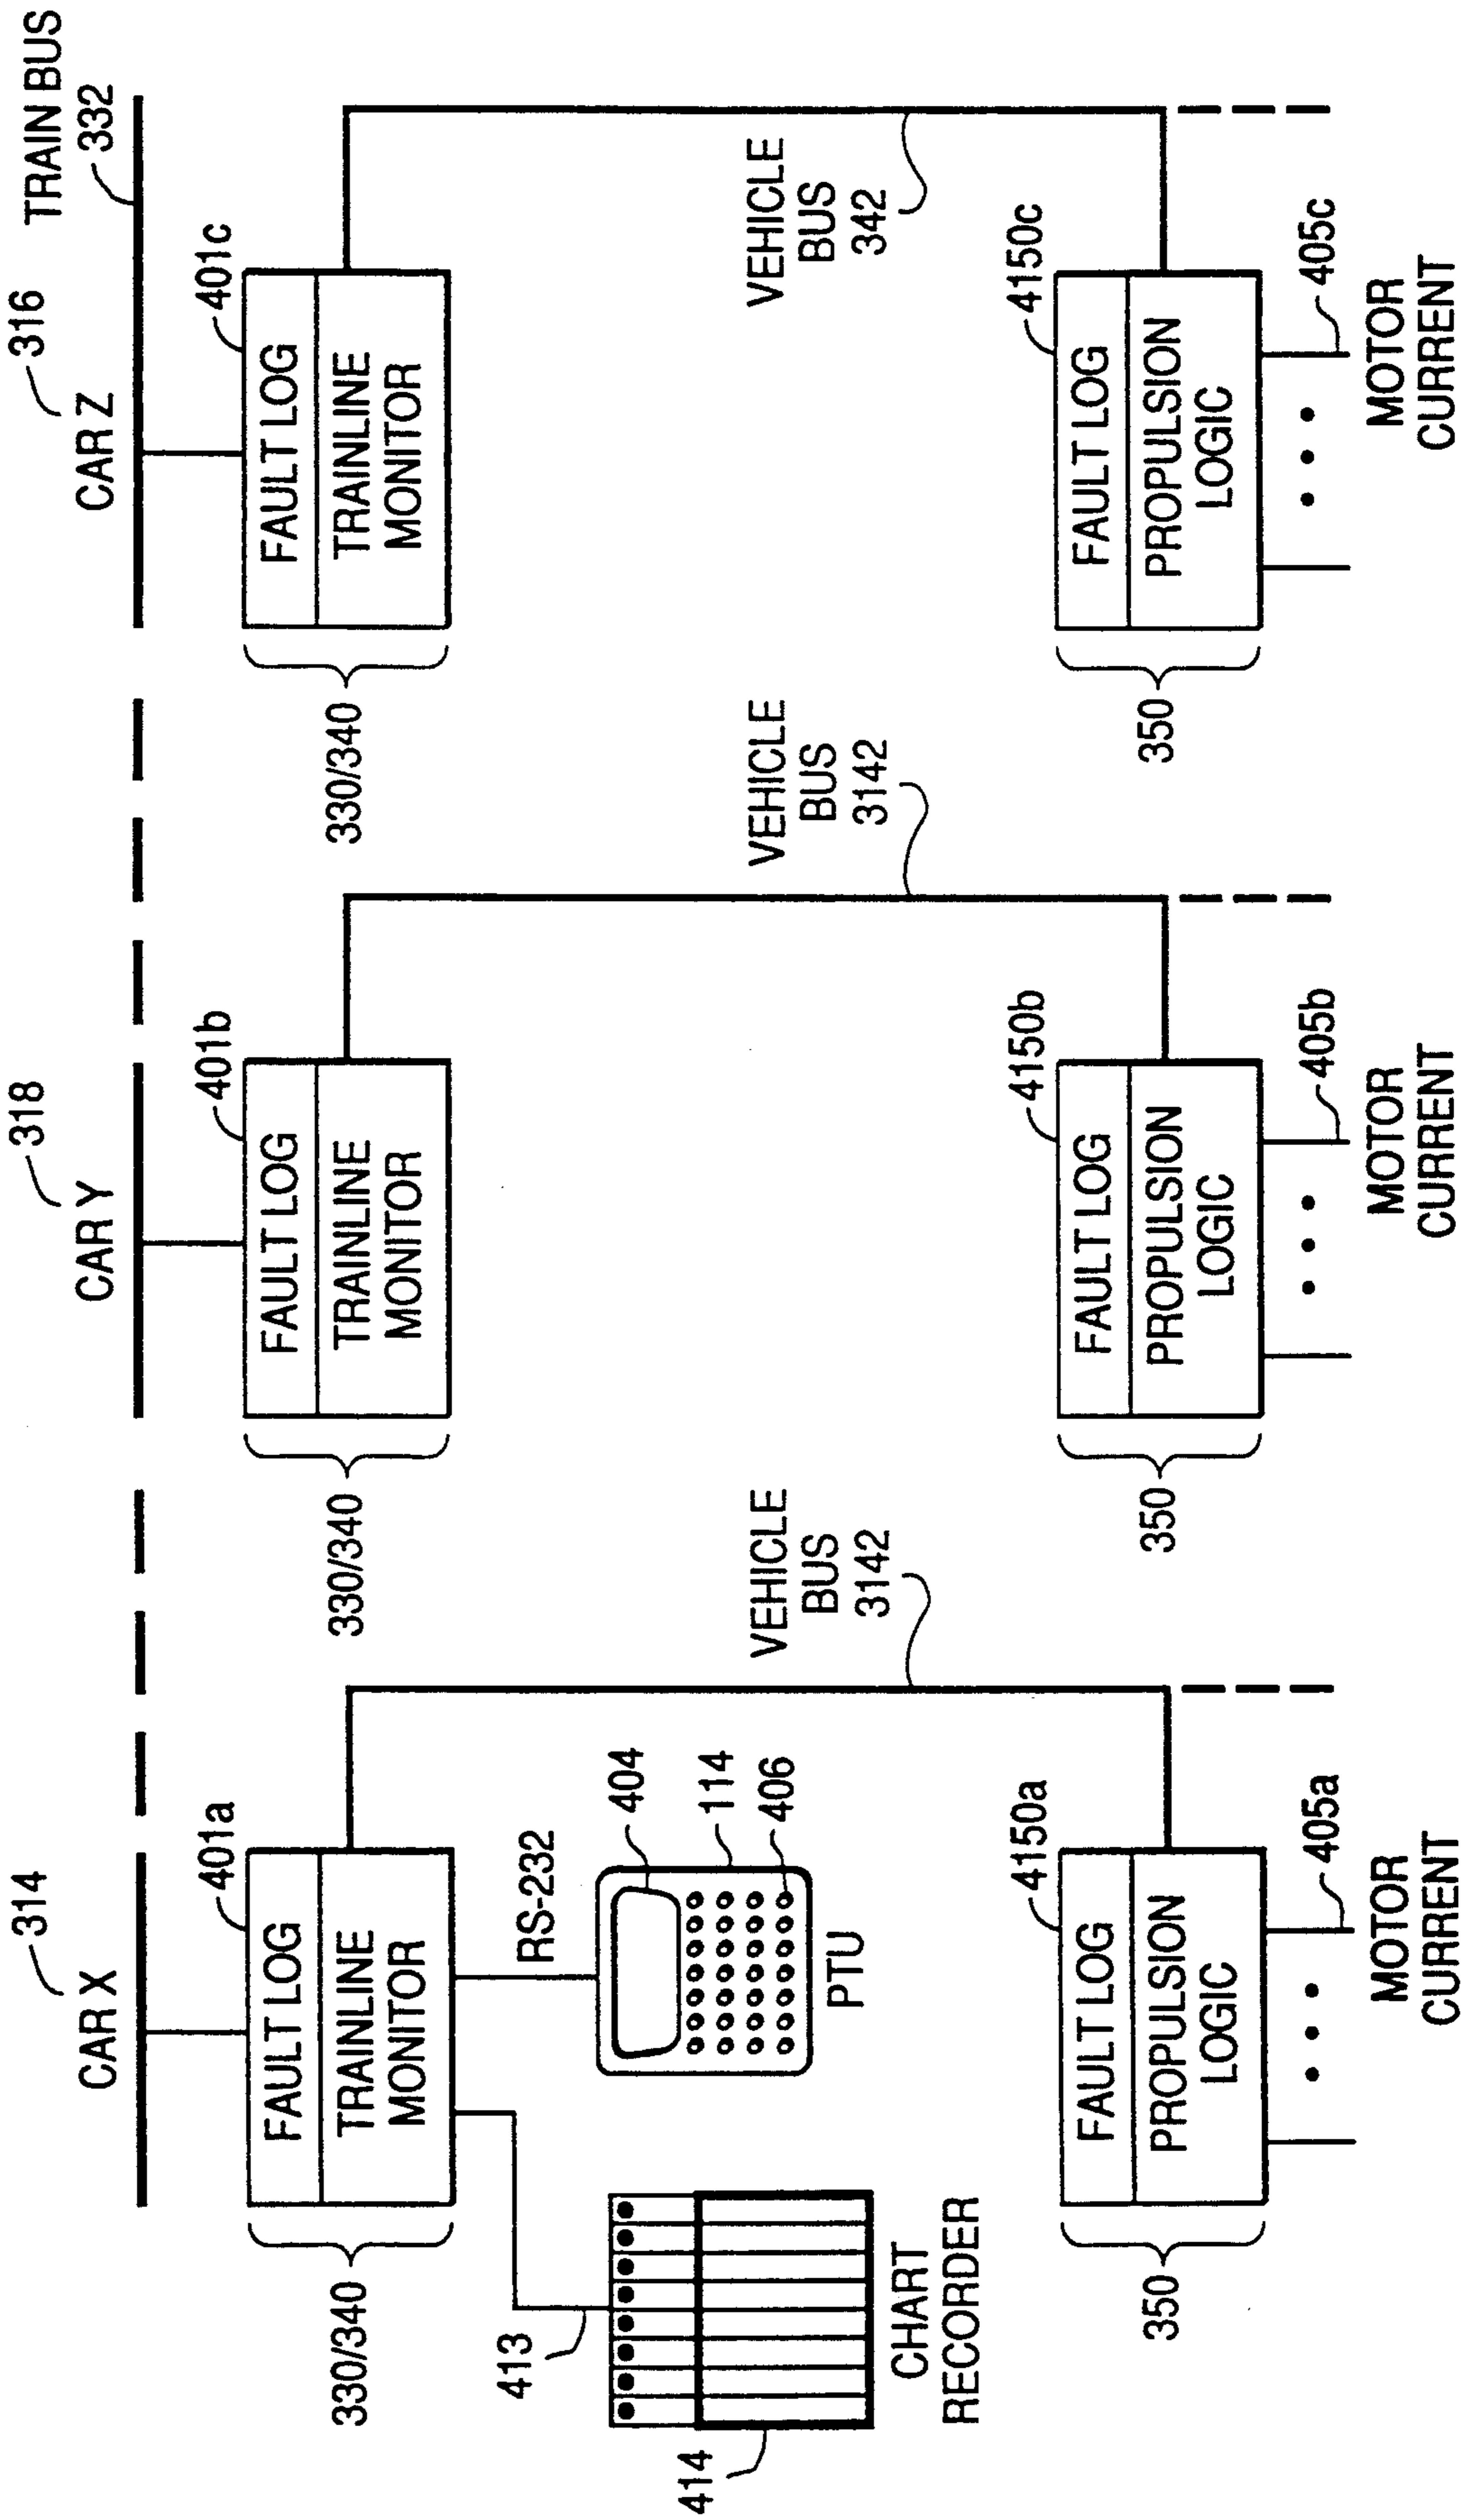 314
318
316
TRAIN BUS
CAR X
CAR Y
CAR Z
332
401a
401b
401c
330/340
FAULT LOG
TRAINLINE
MONITOR
330/340
FAULT LOG
TRAINLINE
MONITOR
330/340
FAULT LOG
TRAINLINE
MONITOR
413
RS-232
404
114
406
414
CHART
RECORDER
PTU
VEHICLE
BUS
3142
VEHICLE
BUS
3142
VEHICLE
BUS
342
4150a
4150b
4150c
350
FAULT LOG
PROPULSION
LOGIC
350
FAULT LOG
PROPULSION
LOGIC
350
FAULT LOG
PROPULSION
LOGIC
405a
405b
405c
MOTOR
CURRENT
MOTOR
CURRENT
MOTOR
CURRENT